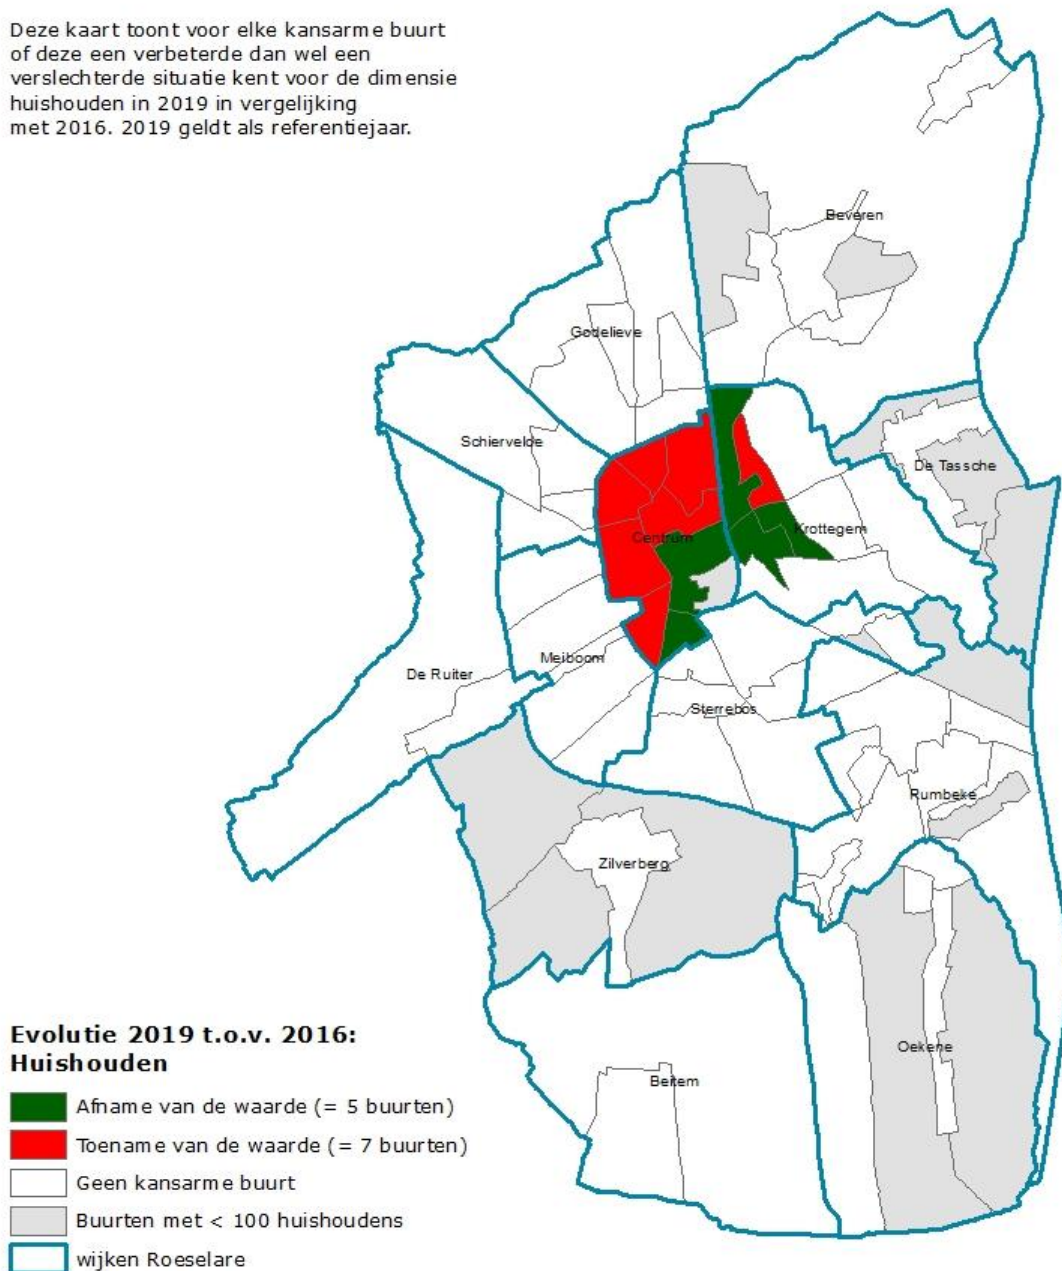 Deze kaart toont voor elke kansarme buurt
of deze een verbeterde dan wel een
verslechterde situatie kent voor de dimensie
huishouden in 2019 in vergelijking
met 2016. 2019 geldt als referentiejaar.
Beveren
Godelieve
Schiervelde
De Tassche
Krottegem
Centrum
Meiboom
De Ruiter
Sterrebos
Rumbeke
Zilverberg
Oekene
Beitem
Evolutie 2019 t.o.v. 2016:
Huishouden
Afname van de waarde (= 5 buurten)
Toename van de waarde (= 7 buurten)
Geen kansarme buurt
Buurten met < 100 huishoudens
wijken Roeselare